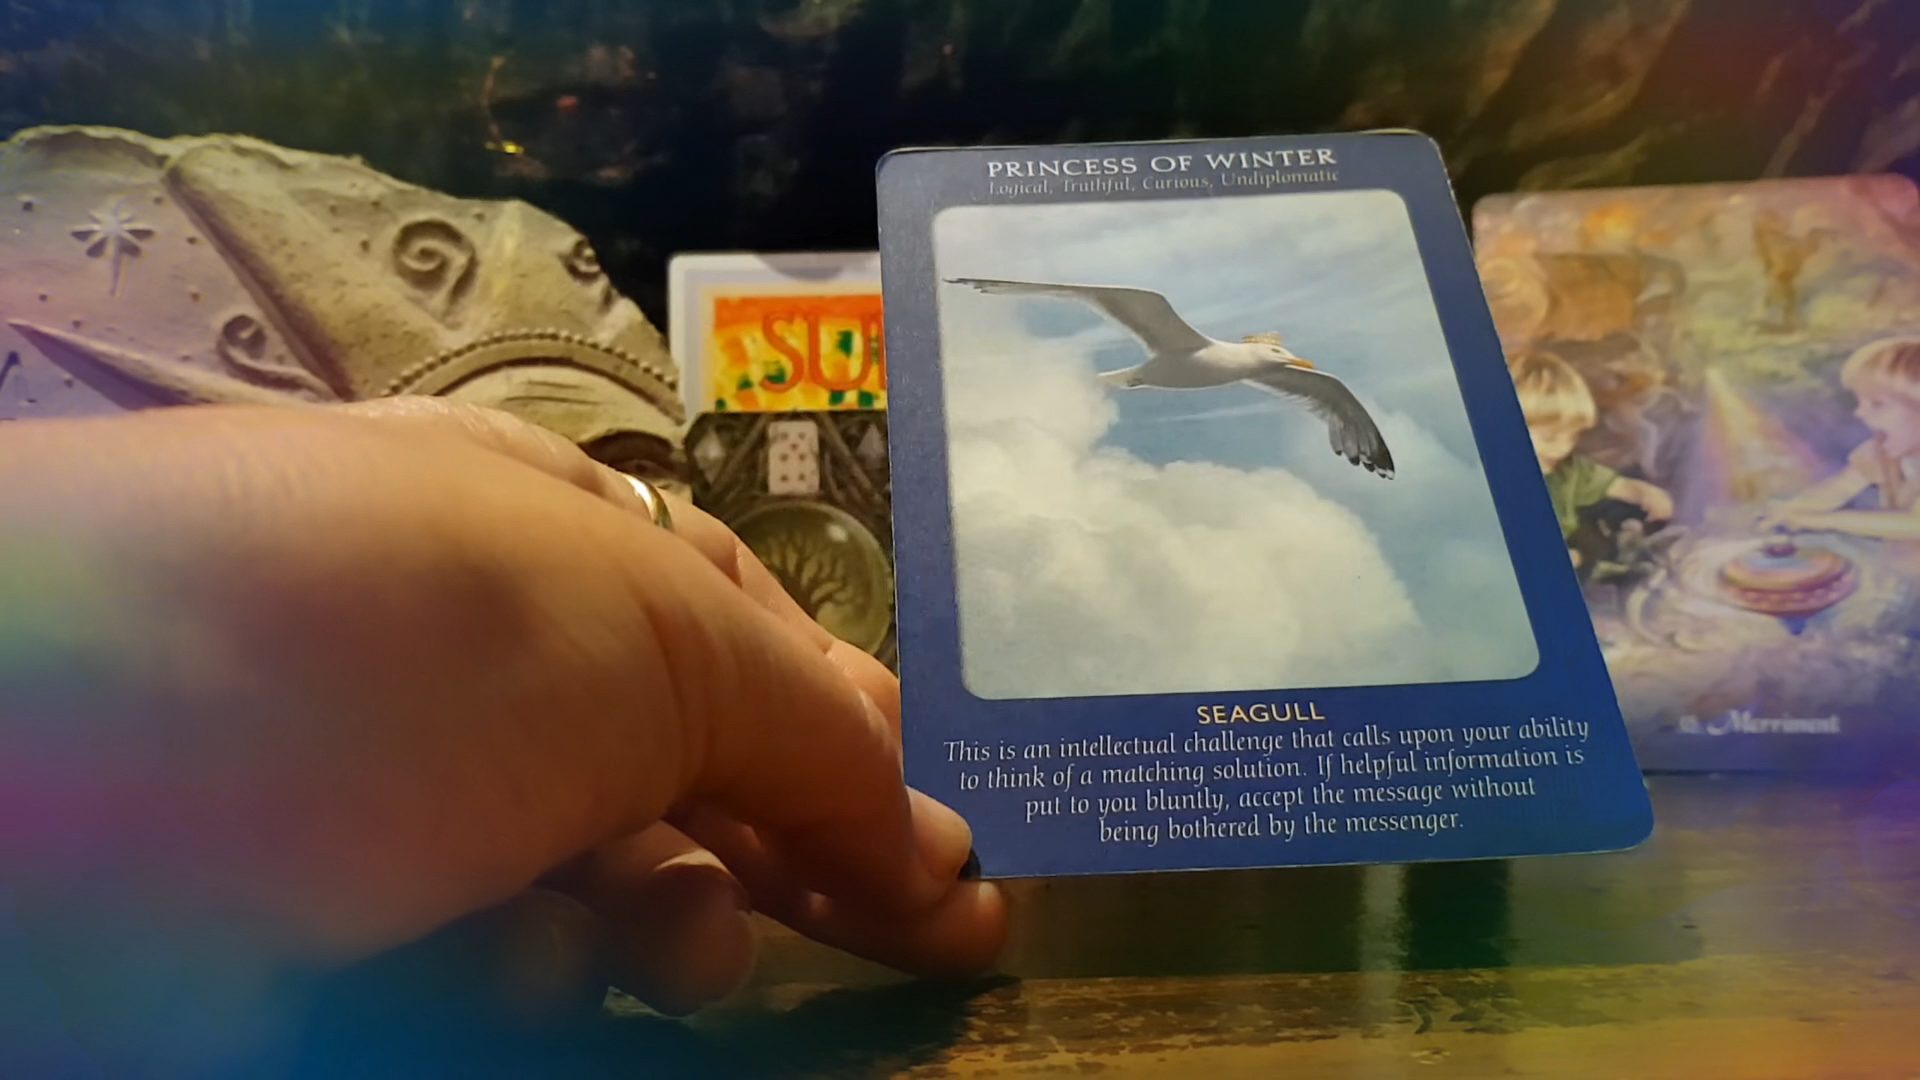 PRINCESS OF WINTER
Logical, Truthful, Curious, Undiplomatic
SU
SEAGULL
This is an intellectual challenge that calls upon your ability
to think of a matching solution. If helpful information is
put to you bluntly, accept the message without
being bothered by the messenger.
Merriment